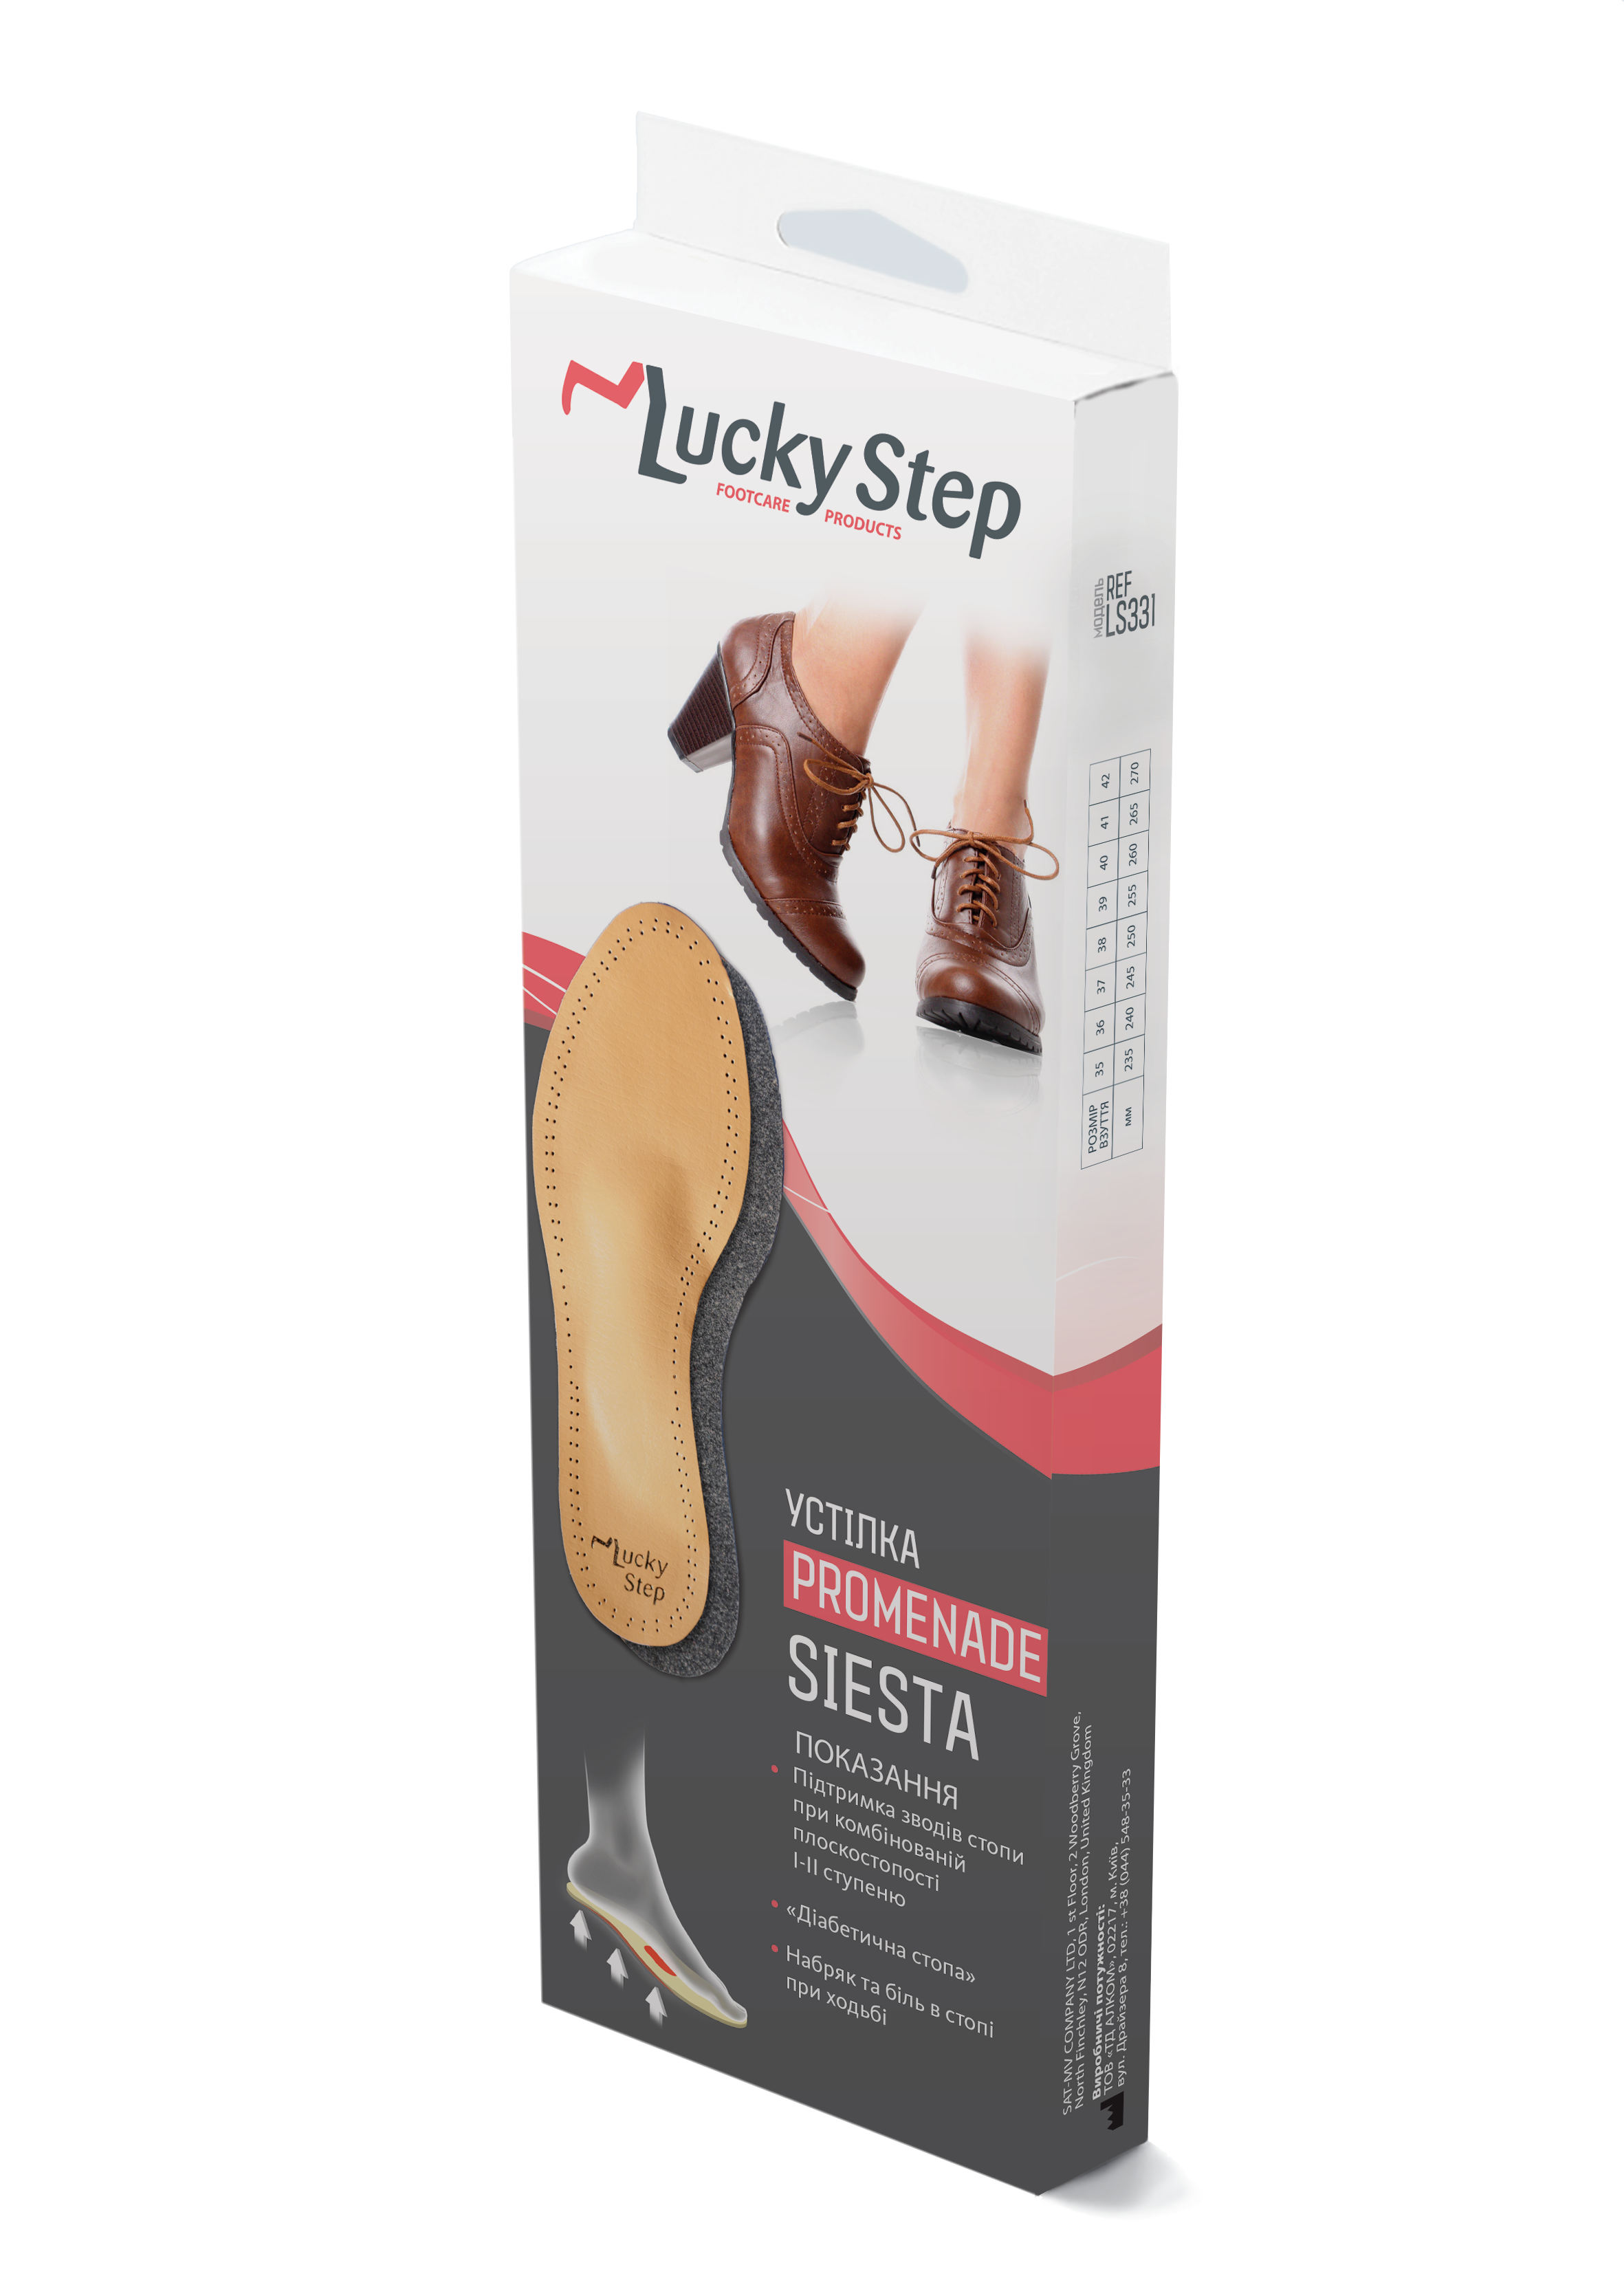 Lucky Step
FOOTCARE PRODUCTS
Lucky
Step
УСТІЛКА
PROMENADE
SIESTA
ПОКАЗАННЯ
• Підтримка зводів стопи
при комбінованій
плоскостопості
I-II ступеню
• «Діабетична стопа»
• Набряк та біль в стопі
при ходьбі
модель
REF
LS331
РОЗМІР ВЗУТТЯ 35 36 37 38 39 40 41 42
мм 235 240 245 250 255 260 265 270
SAT-MV COMPANY LTD, 1 st Floor, 2 Woodberry Grove,
North Finchley, N12 ODR, London, United Kingdom
Виробничі потужності:
ТОВ «ТД АЛКОМ», 02217, м. Київ,
вул. Драйзера 8, тел.: +38 (044) 548-35-33